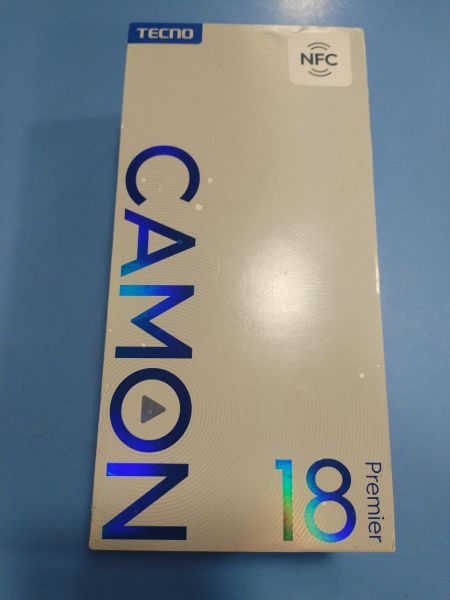 TECNO
NFC
CAMON
18
Premier